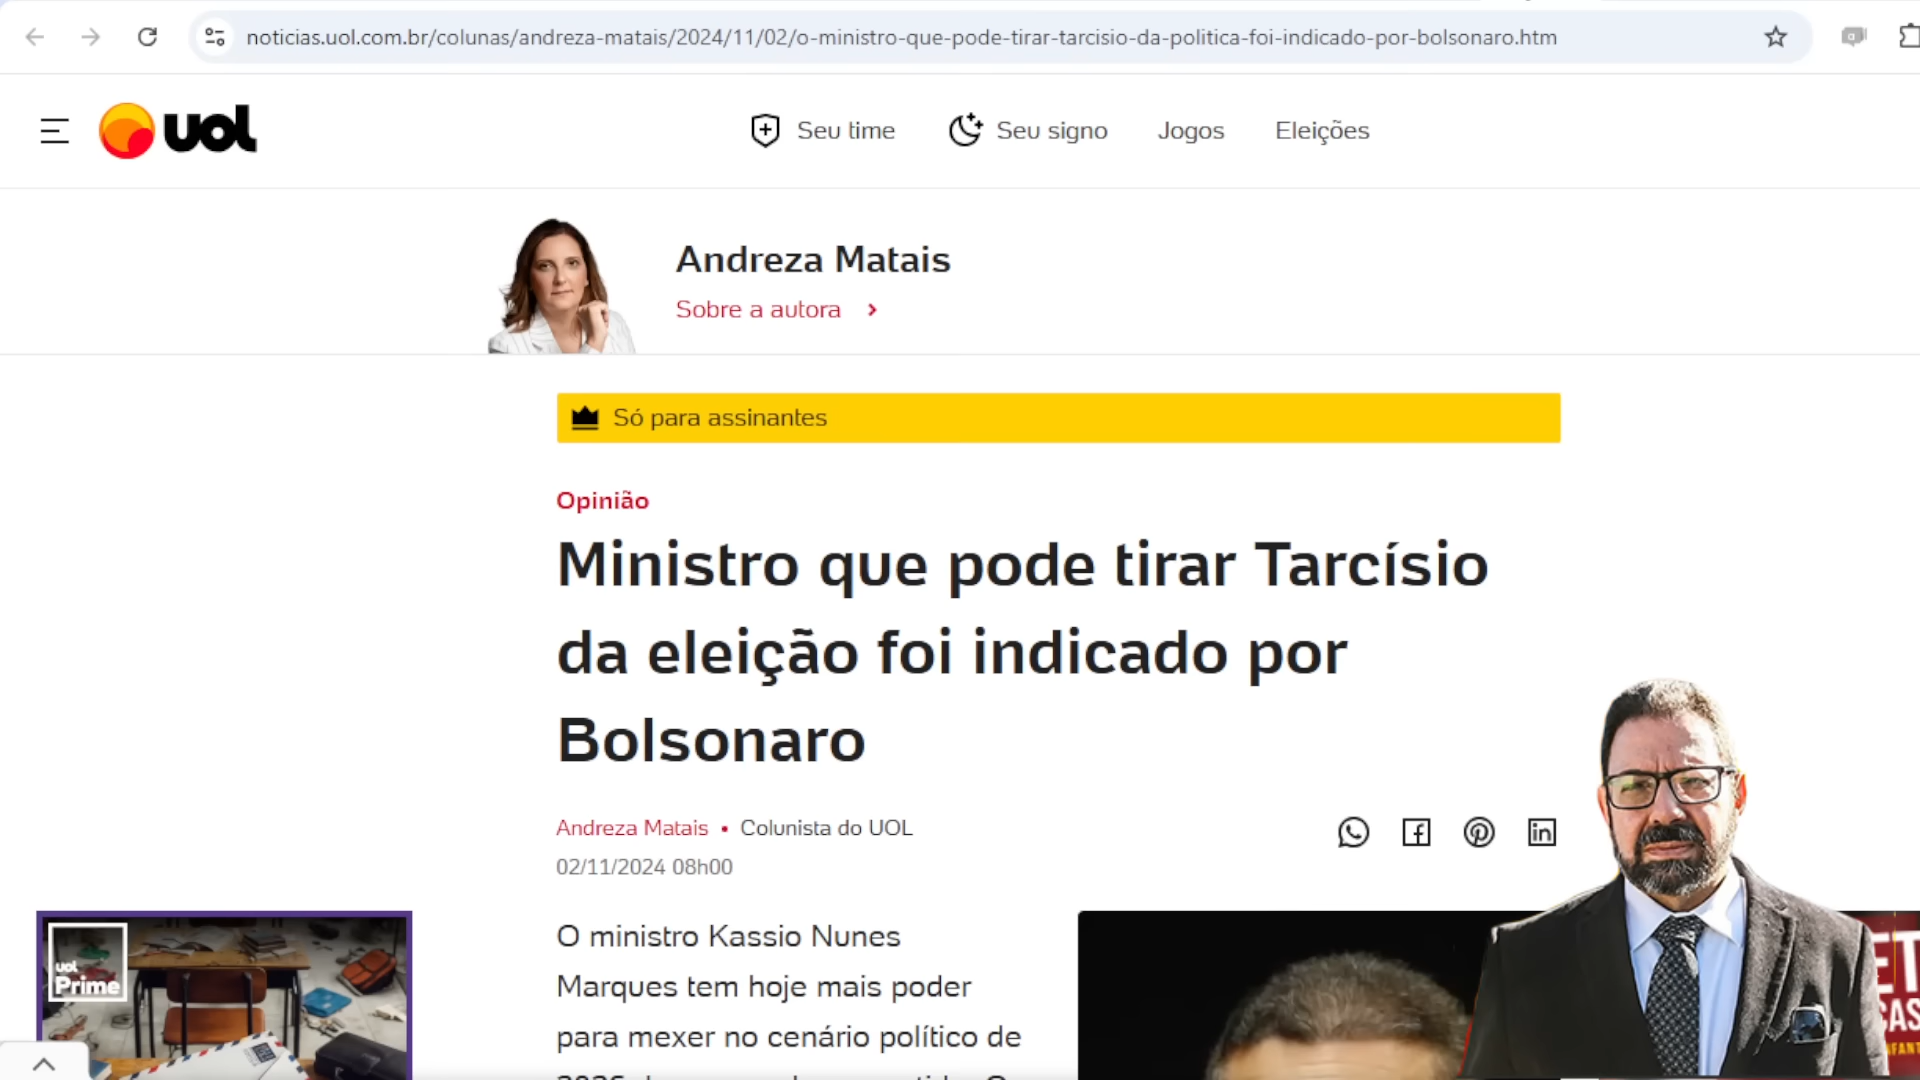 noticias.uol.com.br/colunas/andreza-matais/2024/11/02/o-ministro-que-pode-tirar-tarcisio-da-politica-foi-indicado-por-bolsonaro.htm
uol
Seu time
Seu signo
Jogos
Eleições
Andreza Matais
Sobre a autora
Só para assinantes
Opinião
Ministro que pode tirar Tarcísio
da eleição foi indicado por
Bolsonaro
Andreza Matais • Colunista do UOL
02/11/2024 08h00
O ministro Kassio Nunes
Marques tem hoje mais poder
para mexer no cenário político de
uol
Prime